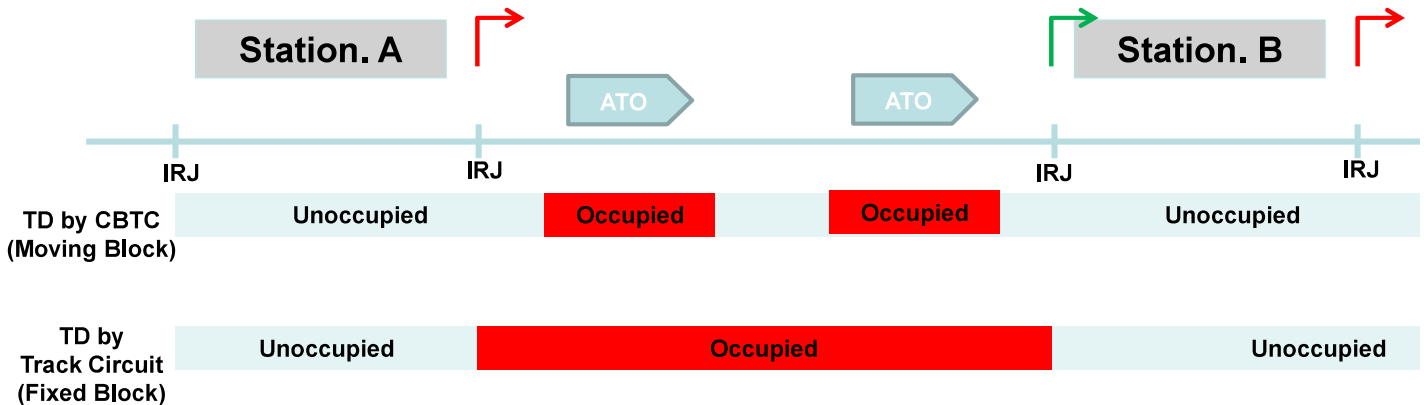 Station. A
Station. B
ATO
ATO
IRJ
IRJ
IRJ
IRJ
TD by CBTC
(Moving Block)
Unoccupied
Occupied
Occupied
Unoccupied
TD by
Track Circuit
(Fixed Block)
Unoccupied
Occupied
Unoccupied